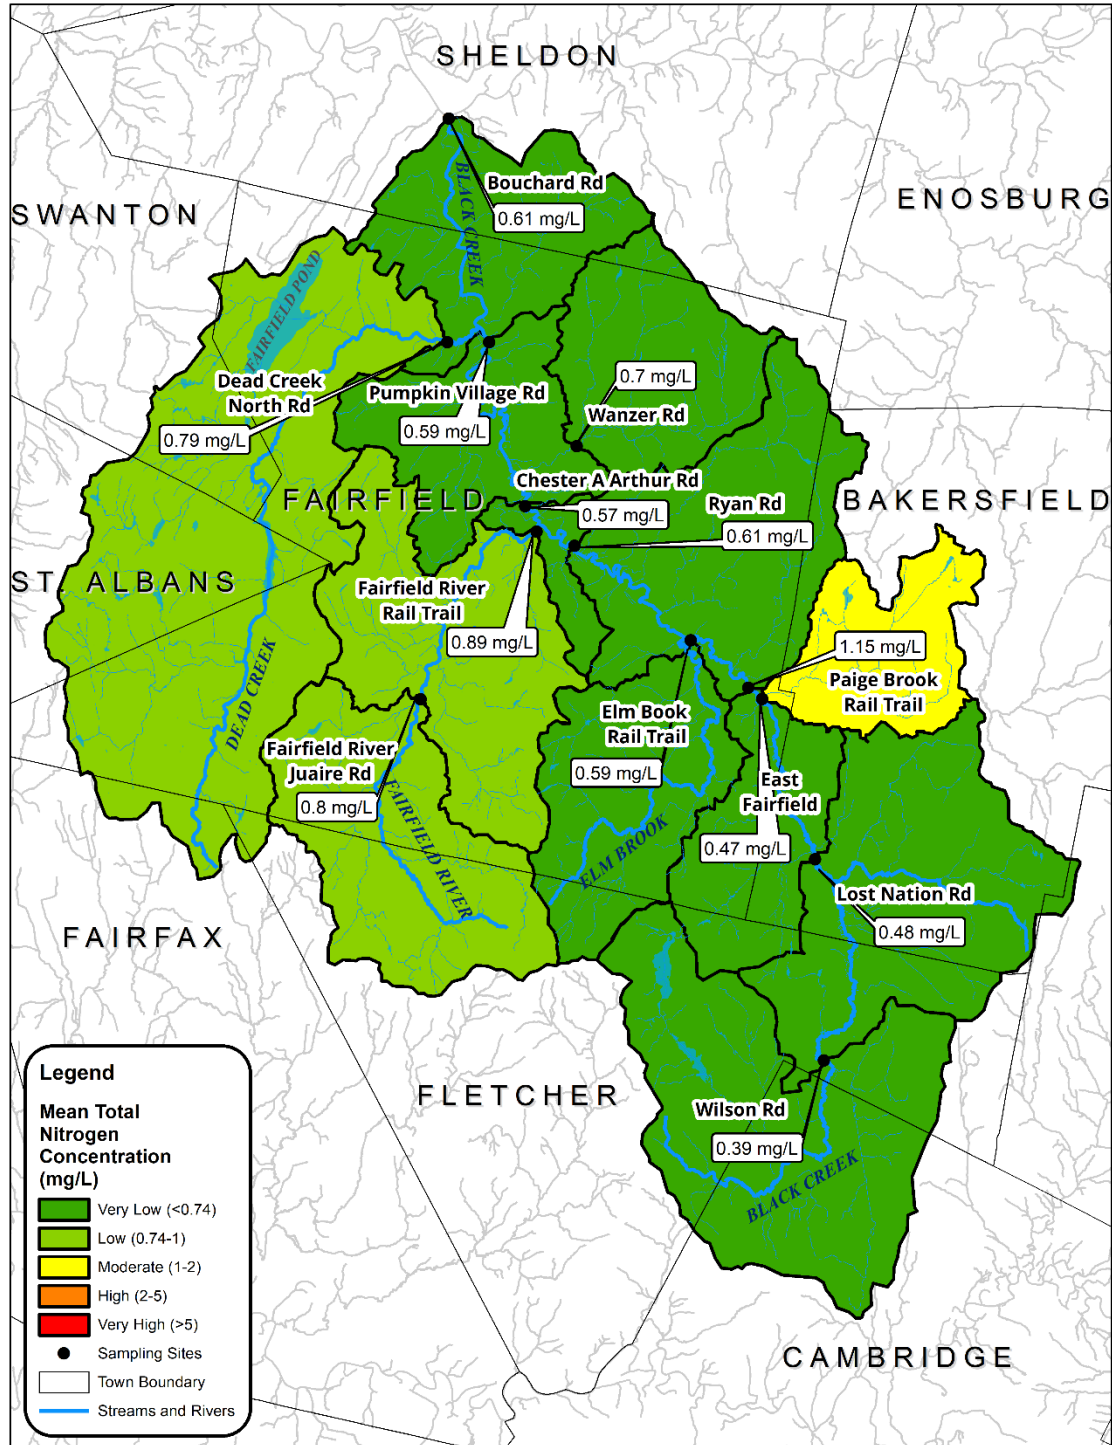 SHELDON
BLACK CREEK
Bouchard Rd
0.61 mg/L
SWANTON
ENOSBURG
FAIRFIELD POND
Dead Creek
North Rd
0.79 mg/L
Pumpkin Village Rd
0.59 mg/L
0.7 mg/L
Wanzer Rd
Chester A Arthur Rd
0.57 mg/L
FAIRFIELD
Ryan Rd
0.61 mg/L
BAKERSFIELD
ST. ALBANS
Fairfield River
Rail Trail
0.89 mg/L
1.15 mg/L
Paige Brook
Rail Trail
DEAD CREEK
Fairfield River
Juaire Rd
0.8 mg/L
FAIRFIELD RIVER
Elm Book
Rail Trail
0.59 mg/L
ELM BROOK
East
Fairfield
0.47 mg/L
Lost Nation Rd
0.48 mg/L
FAIRFAX
FLETCHER
Wilson Rd
0.39 mg/L
BLACK CREEK
CAMBRIDGE
Legend
Mean Total
Nitrogen
Concentration
(mg/L)
Very Low (<0.74)
Low (0.74-1)
Moderate (1-2)
High (2-5)
Very High (>5)
Sampling Sites
Town Boundary
Streams and Rivers